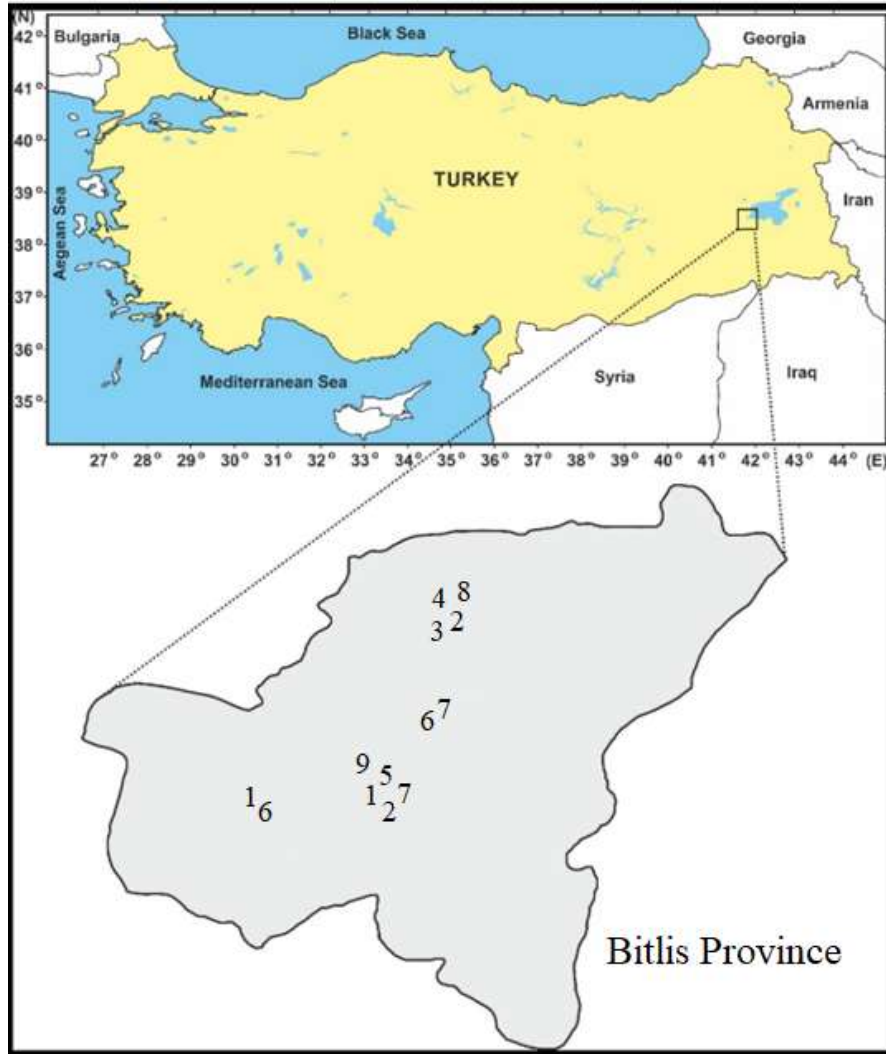 (N)
42°
Bulgaria
Black Sea
Georgia
41°
Armenia
40°
TURKEY
39°
Iran
Aegean Sea
38°
37°
36°
Mediterranean Sea
Syria
Iraq
35°
27° 29° 30° 31° 32° 33° 34° 35° 36° 37° 38° 39° 40° 41° 42° 43° 44° (E)
4 8
3 2
6 7
9
5
1 7
2
1
6
Bitlis Province